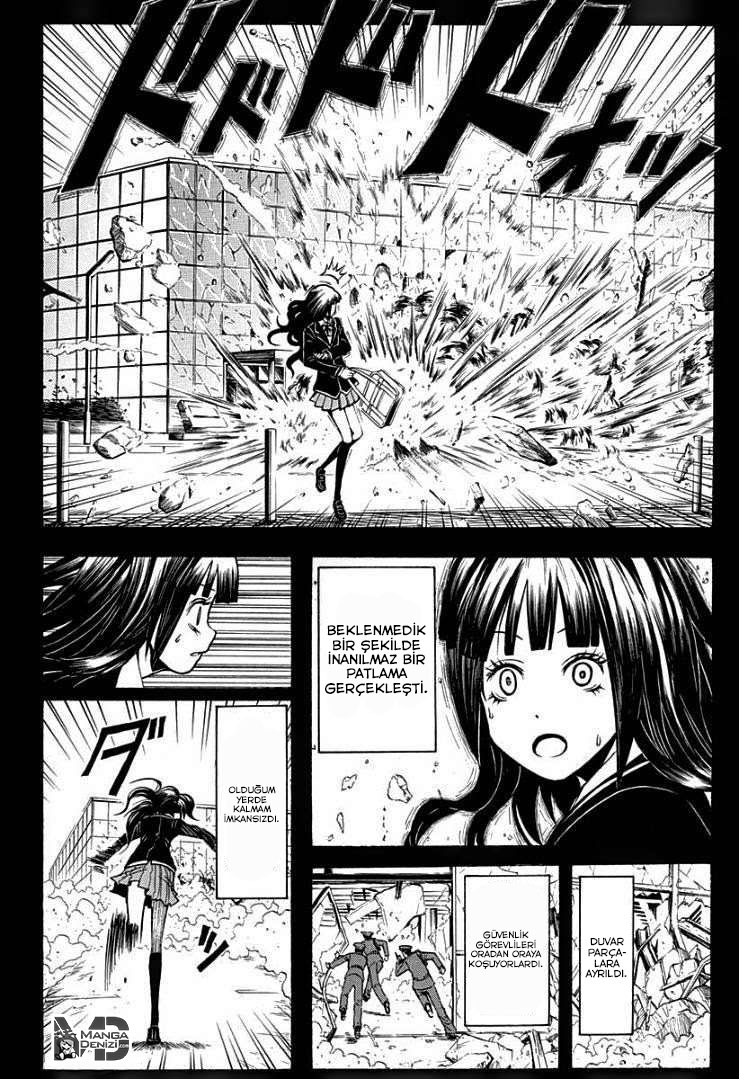 ドドドドオッ
BEKLENMEDİK
BİR ŞEKİLDE
İNANILMAZ BİR
PATLAMA
GERÇEKLEŞTİ.
ダッ
OLDUĞUM
YERDE
KALMAM
İMKANSIZDI.
DUVAR
PARÇA-
LARA
AYRILDI.
GÜVENLİK
GÖREVLİLERİ
ORADAN ORAYA
KOŞUYORLARDI.
MD
MANGA
DENİZİ